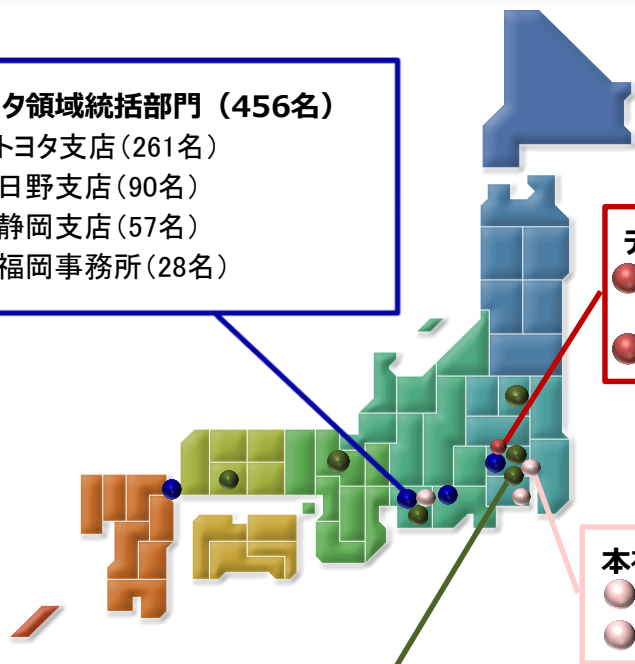 タ領域統括部門（456名）
トヨタ支店（261名）
日野支店（90名）
静岡支店（57名）
福岡事務所（28名）
本